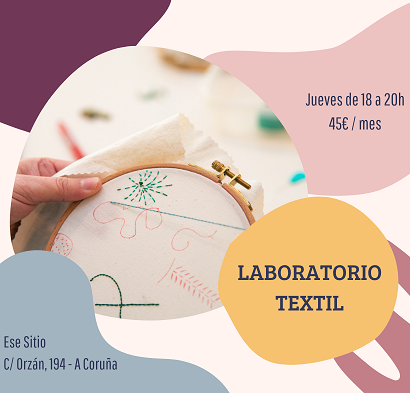 Jueves de 18 a 20h
45€ / mes
LABORATORIO
TEXTIL
Ese Sitio
C/ Orzán, 194 - A Coruña